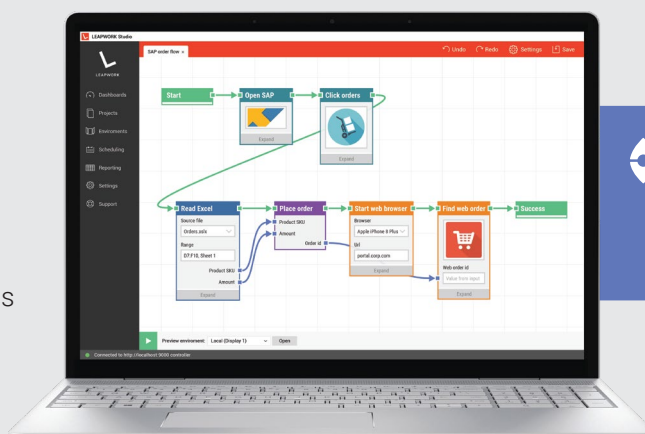 LEAPWORK Studio
SAP order flow ×
Undo
Redo
Settings
Save
LEAPWORK
Dashboards
Projects
Enviroments
Scheduling
Reporting
Settings
Support
Start
Open SAP
Expand
Click orders
Expand
Read Excel
Source file
Orders.xslx
Range
D7:F10, Sheet 1
Product SKU
Amount
Expand
Place order
Product SKU
Amount
Order id
Start web browser
Browser
Apple iPhone 8 Plus
Url
portal.corp.com
Expand
Find web order
Web order id
Value from input
Expand
Success
Preview enviroment: Local (Display 1)
Open
Connected to http://localhost:9000 controller
s